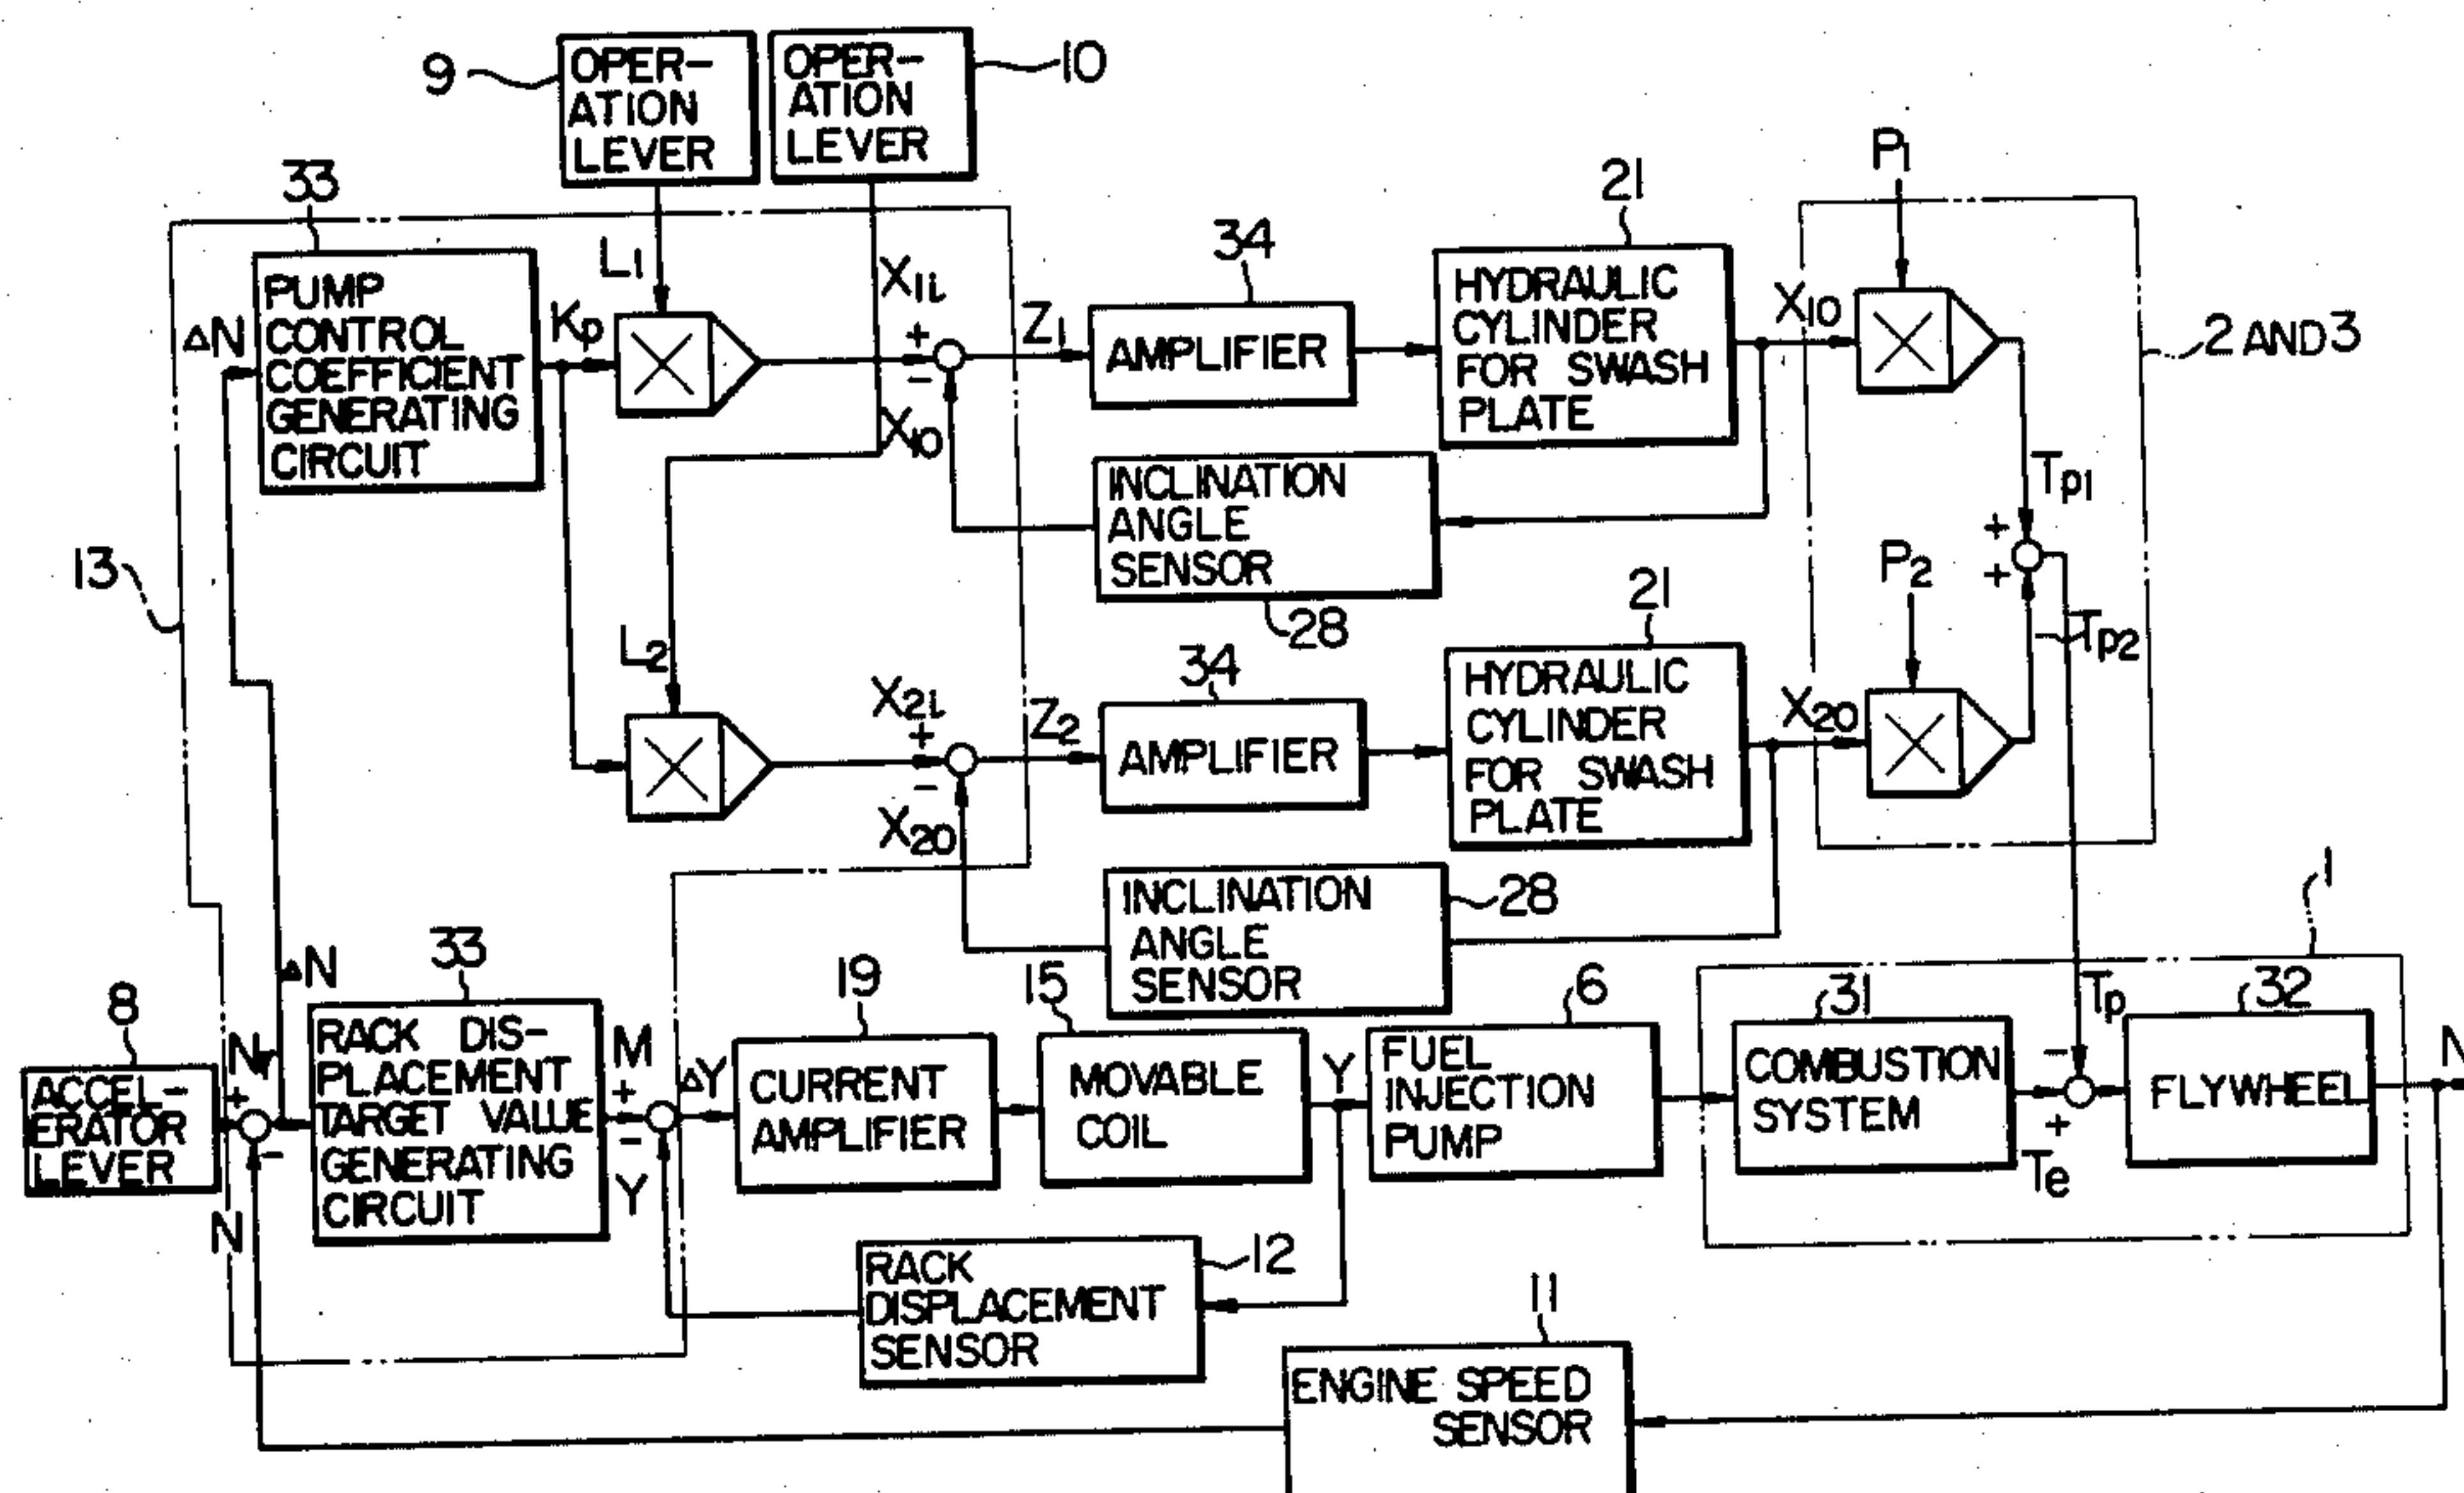 9
OPER-
ATION
LEVER
OPER-
ATION
LEVER
10
33
PUMP
CONTROL
COEFFICIENT
GENERATING
CIRCUIT
ΔN
Kp
L1
X1i
+
-
X10
Z1
34
AMPLIFIER
21
HYDRAULIC
CYLINDER
FOR SWASH
PLATE
X10
P1
2 AND 3
INCLINATION
ANGLE
SENSOR
28
Tp1
+
+
Tp2
13
L2
X2i
+
-
X20
Z2
34
AMPLIFIER
21
HYDRAULIC
CYLINDER
FOR SWASH
PLATE
X20
P2
INCLINATION
ANGLE
SENSOR
28
1
8
ACCEL-
ERATOR
LEVER
+
-
N
ΔN
33
RACK DIS-
PLACEMENT
TARGET VALUE
GENERATING
CIRCUIT
M
+
-
Y
ΔY
19
CURRENT
AMPLIFIER
15
MOVABLE
COIL
Y
6
FUEL
INJECTION
PUMP
31
COMBUSTION
SYSTEM
Tp
-
+
Te
32
FLYWHEEL
N
RACK
DISPLACEMENT
SENSOR
12
11
ENGINE SPEED
SENSOR